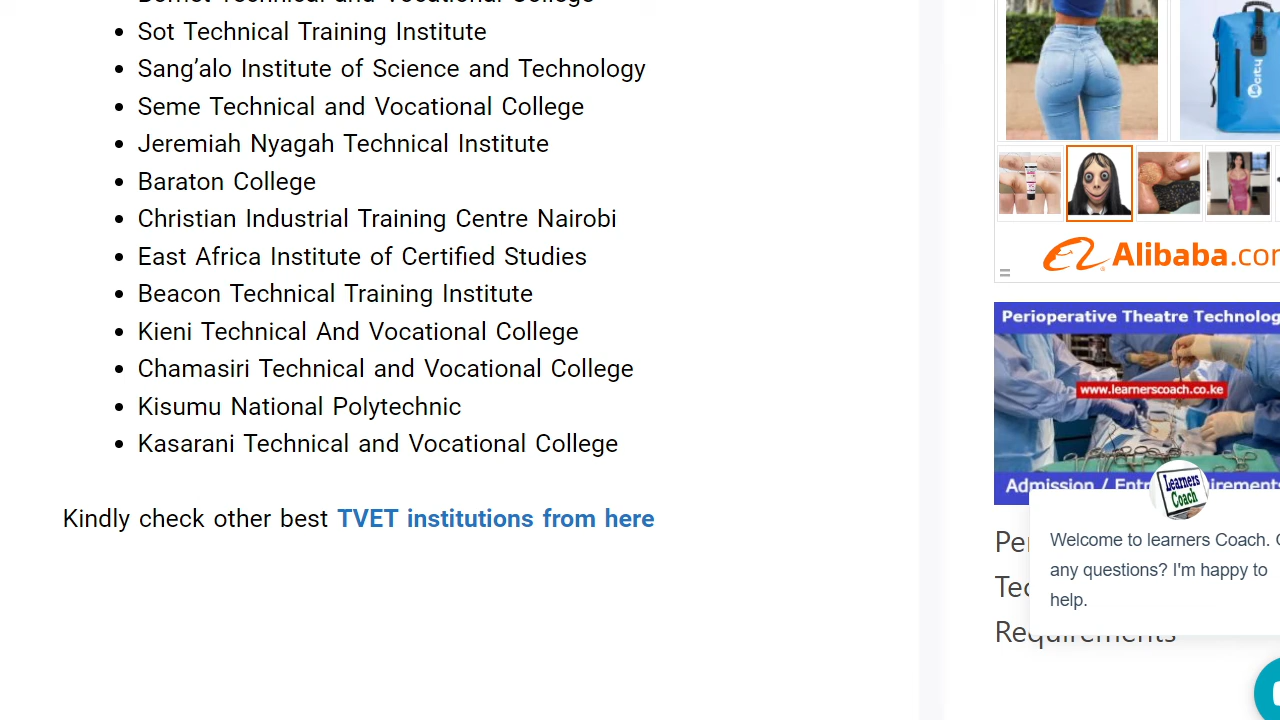 Sot Technical Training Institute
Sang’alo Institute of Science and Technology
Seme Technical and Vocational College
Jeremiah Nyagah Technical Institute
Baraton College
Christian Industrial Training Centre Nairobi
East Africa Institute of Certified Studies
Beacon Technical Training Institute
Kieni Technical And Vocational College
Chamasiri Technical and Vocational College
Kisumu National Polytechnic
Kasarani Technical and Vocational College
Kindly check other best TVET institutions from here
city
Alibaba.co
Perioperative Theatre Technolog
www.learnerscoach.co.ke
Admission / Ent
Learners
Coach
Welcome to learners Coach.
any questions? I'm happy to
help.
Requirements